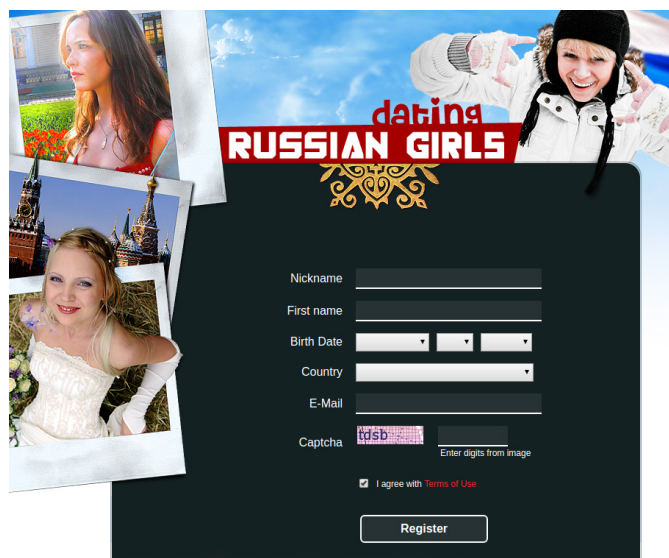 dating
RUSSIAN GIRLS
Nickname
First name
Birth Date
Country
E-Mail
Captcha
tdsb
Enter digits from image
I agree with Terms of Use
Register